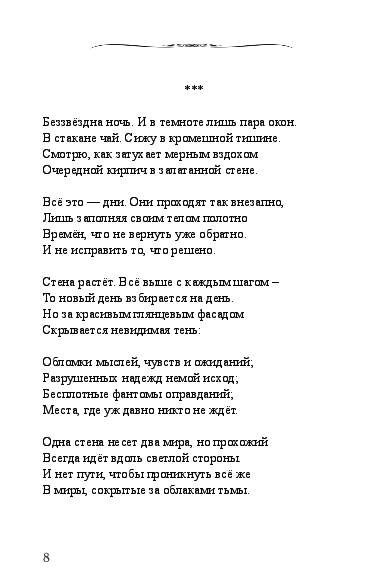 ***
Беззвёздна ночь. И в темноте лишь пара окон.
В стакане чай. Сижу в кромешной тишине.
Смотрю, как затухает мерным вздохом
Очередной кирпич в залатанной стене.
Всё это — дни. Они проходят так внезапно,
Лишь заполняя своим телом полотно
Времён, что не вернуть уже обратно.
И не исправить то, что решено.
Стена растёт. Всё выше с каждым шагом –
То новый день взбирается на день.
Но за красивым глянцевым фасадом
Скрывается невидимая тень:
Обломки мыслей, чувств и ожиданий;
Разрушенных надежд немой исход;
Бесплотные фантомы оправданий;
Места, где уж давно никто не ждёт.
Одна стена несет два мира, но прохожий
Всегда идёт вдоль светлой стороны.
И нет пути, чтобы проникнуть всё же
В миры, сокрытые за облаками тьмы.
8